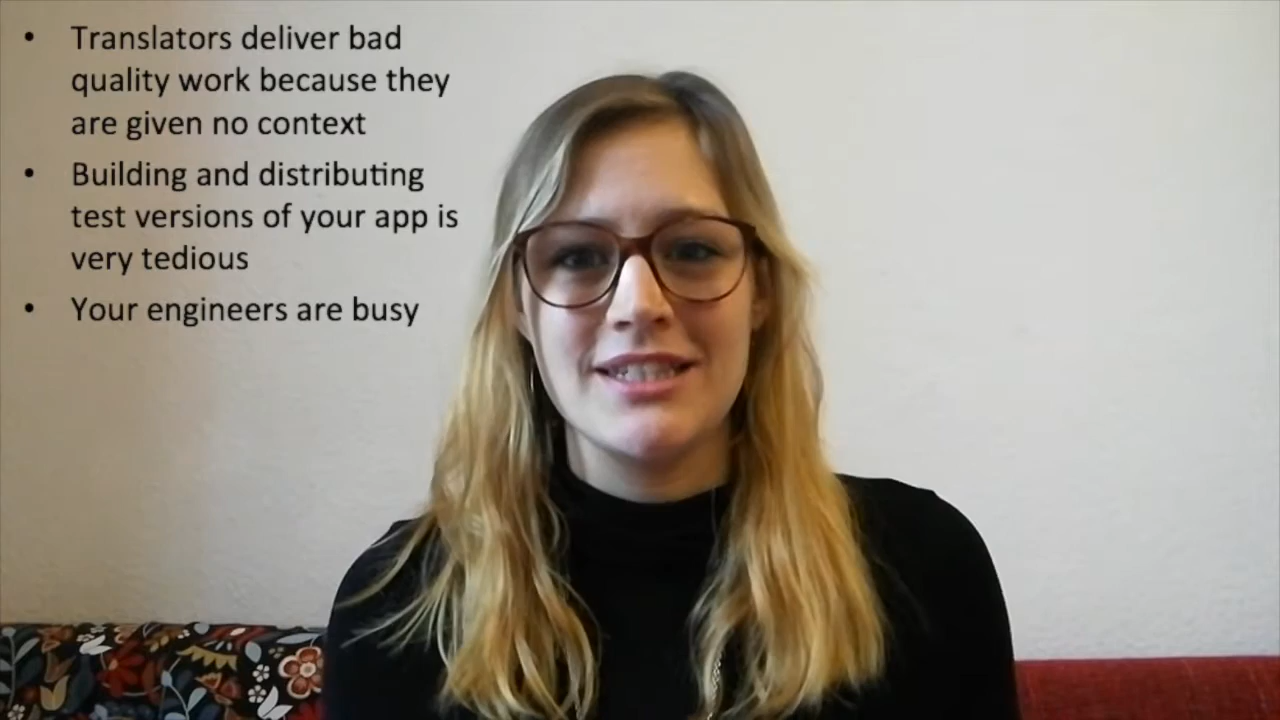 • Translators deliver bad
quality work because they
are given no context
• Building and distributing
test versions of your app is
very tedious
• Your engineers are busy